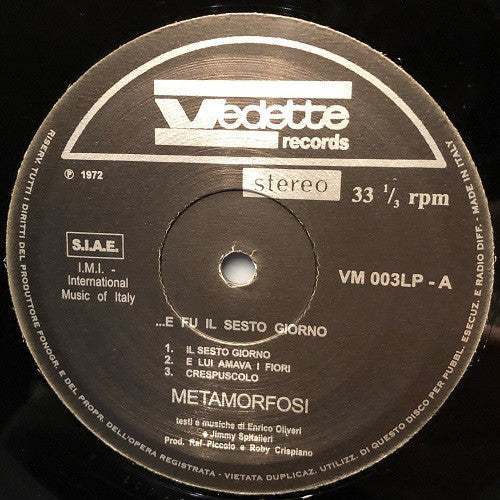 Vedette
records
stereo
33 1/3 rpm
℗ 1972
S.I.A.E.
I.M.I. -
International
Music of Italy
VM 003LP - A
...E FU IL SESTO GIORNO
1. IL SESTO GIORNO
2. E LUI AMAVA I FIORI
3. CRESPUSCOLO
METAMORFOSI
testi e musiche di Enrico Oliveri
e Jimmy Spitalieri
Prod. Raf Piccolo e Roby Crispiano
RISERV. TUTTI I DIRITTI DEL PRODUTTORE FONOGR. E DEL PROPR. DELL'OPERA REGISTRATA - VIETATA DUPLICAZ. UTILIZZ. DI QUESTO DISCO PER PUBBL. ESECUZ. E RADIO DIFF. - MADE IN ITALY